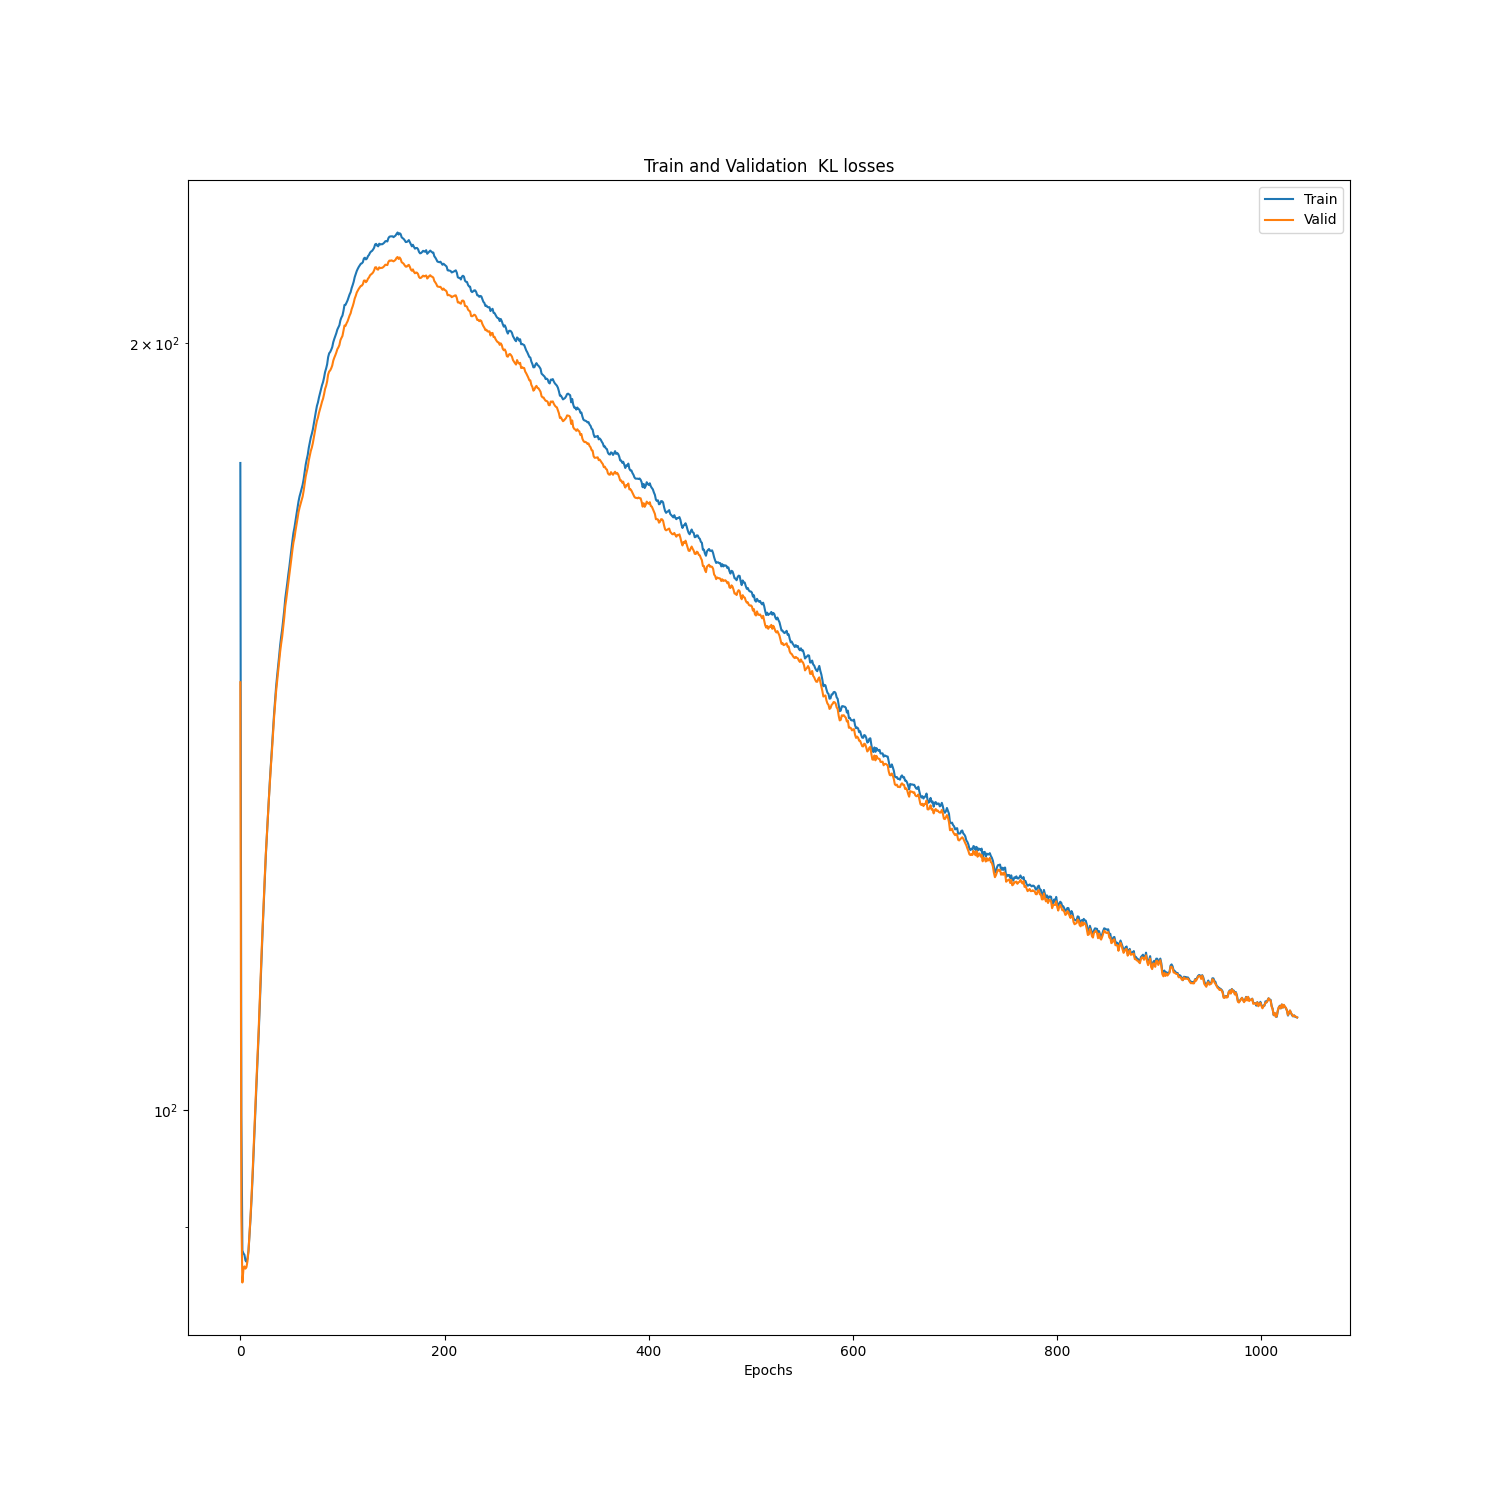 Train and Validation  KL losses
Train
Valid
2 × 10²
10²
0 200 400 600 800 1000
Epochs